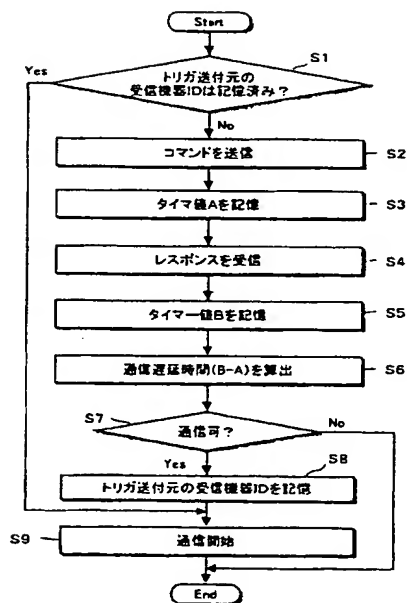 Start
S1
Yes
トリガ送付元の
受信機器IDは記憶済み？
No
コマンドを送信
S2
タイマ値Aを記憶
S3
レスポンスを受信
S4
タイマー値Bを記憶
S5
通信遅延時間(B-A)を算出
S6
S7
通信可？
No
Yes
S8
トリガ送付元の受信機器IDを記憶
S9
通信開始
End